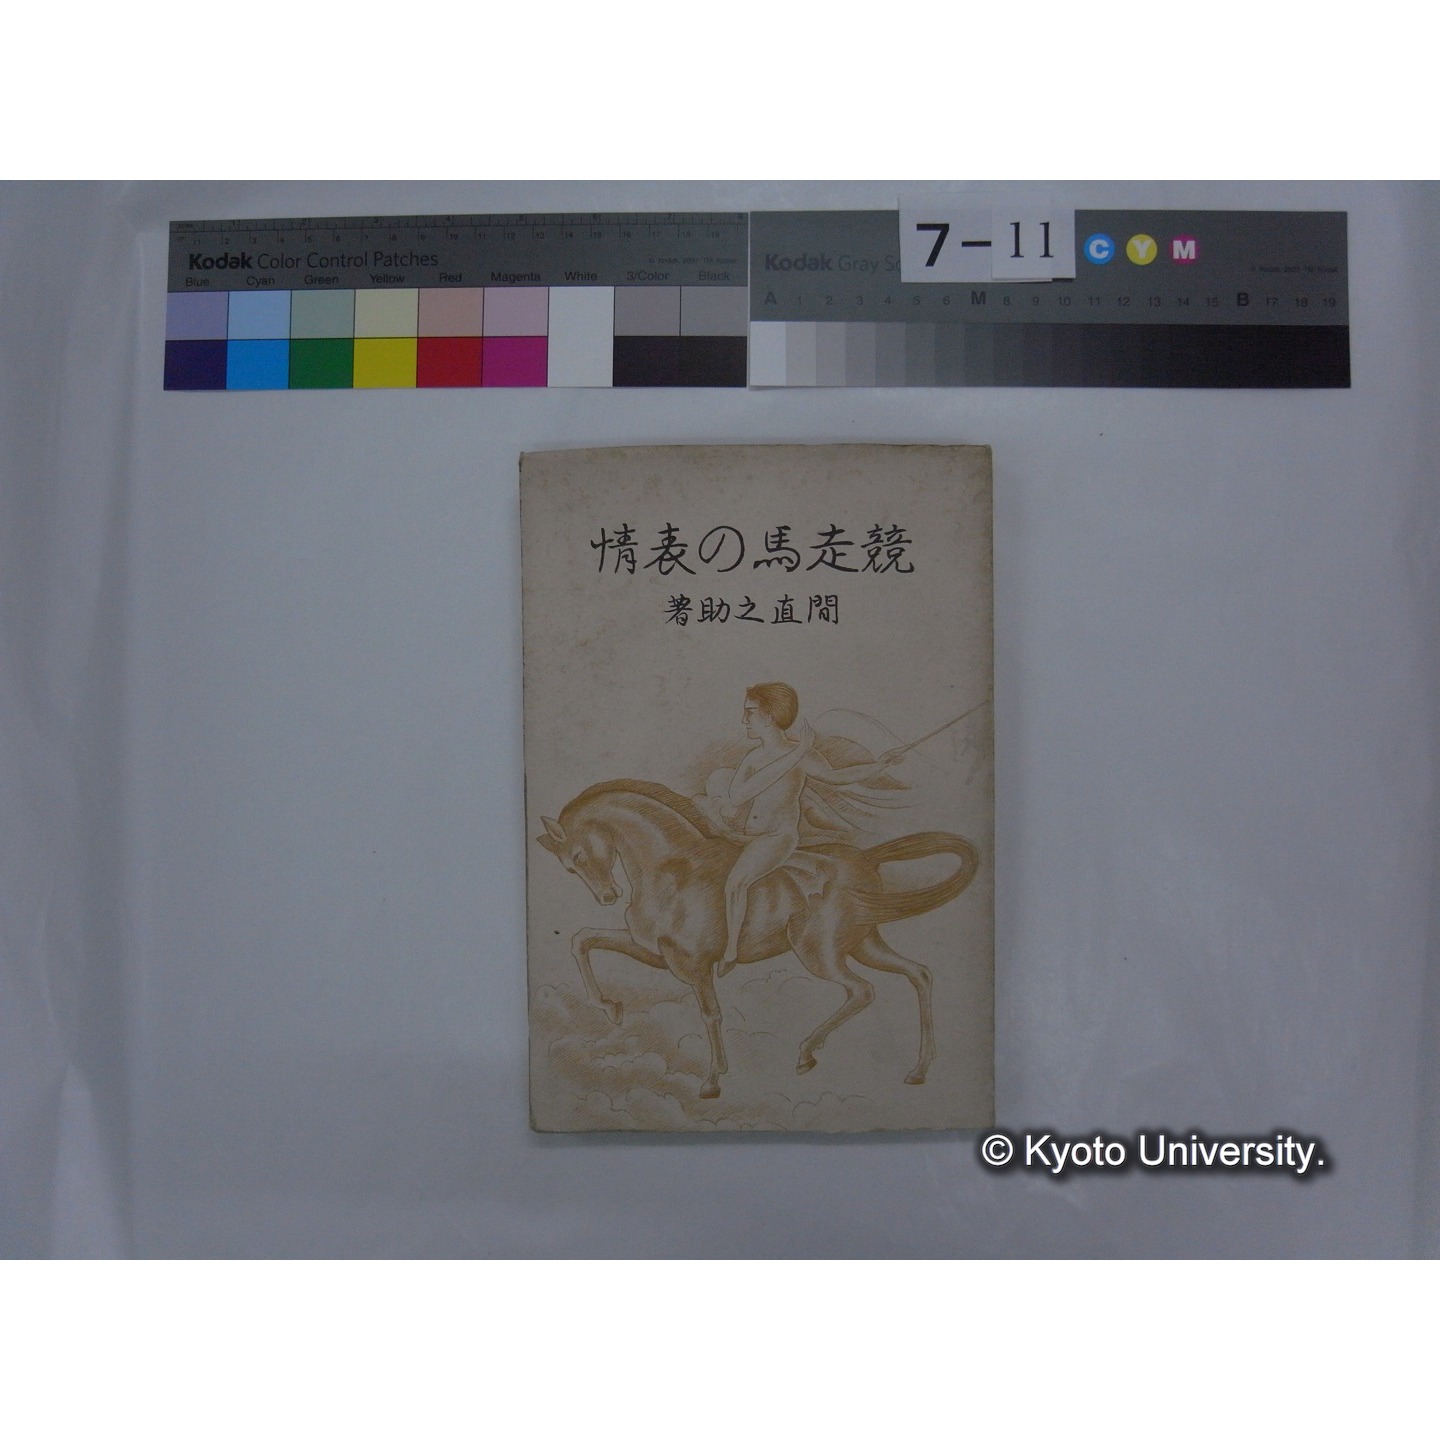 Kodak Color Control Patches
Blue Cyan Green Yellow Red Magenta White 3/Color Black
Kodak Gray Sc
7-11
C Y M
A 1 2 3 4 5 6 M 8 9 10 11 12 13 14 15 B 17 18 19
情表の馬走競
著助之直間
© Kyoto University.